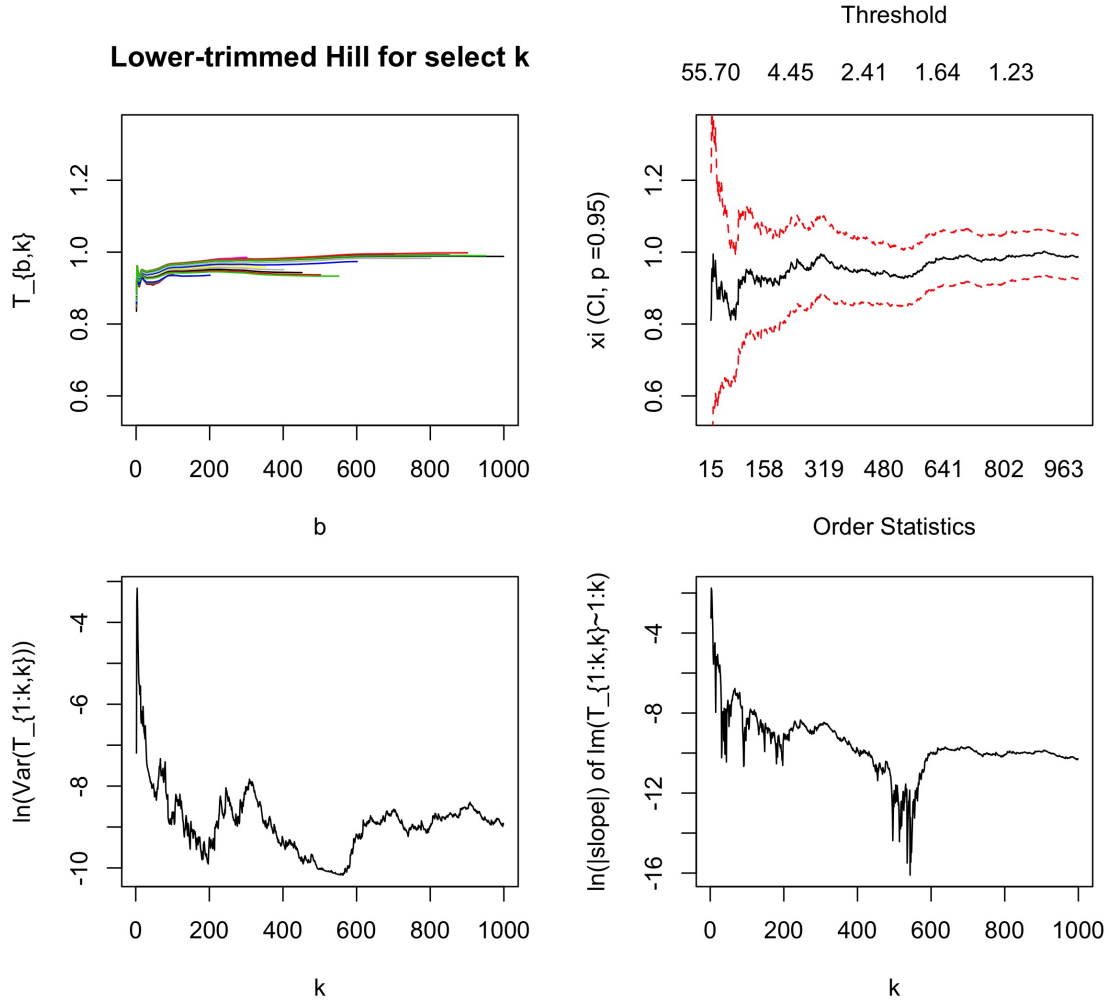 Lower-trimmed Hill for select k
T_{b,k}
1.2
1.0
0.8
0.6
0 200 400 600 800 1000
b
Threshold
55.70 4.45 2.41 1.64 1.23
xi (CI, p =0.95)
1.2
1.0
0.8
0.6
15 158 319 480 641 802 963
Order Statistics
ln(Var(T_{1:k,k}))
-4
-6
-8
-10
0 200 400 600 800 1000
k
ln(|slope|) of lm(T_{1:k,k}~1:k)
-4
-8
-12
-16
0 200 400 600 800 1000
k